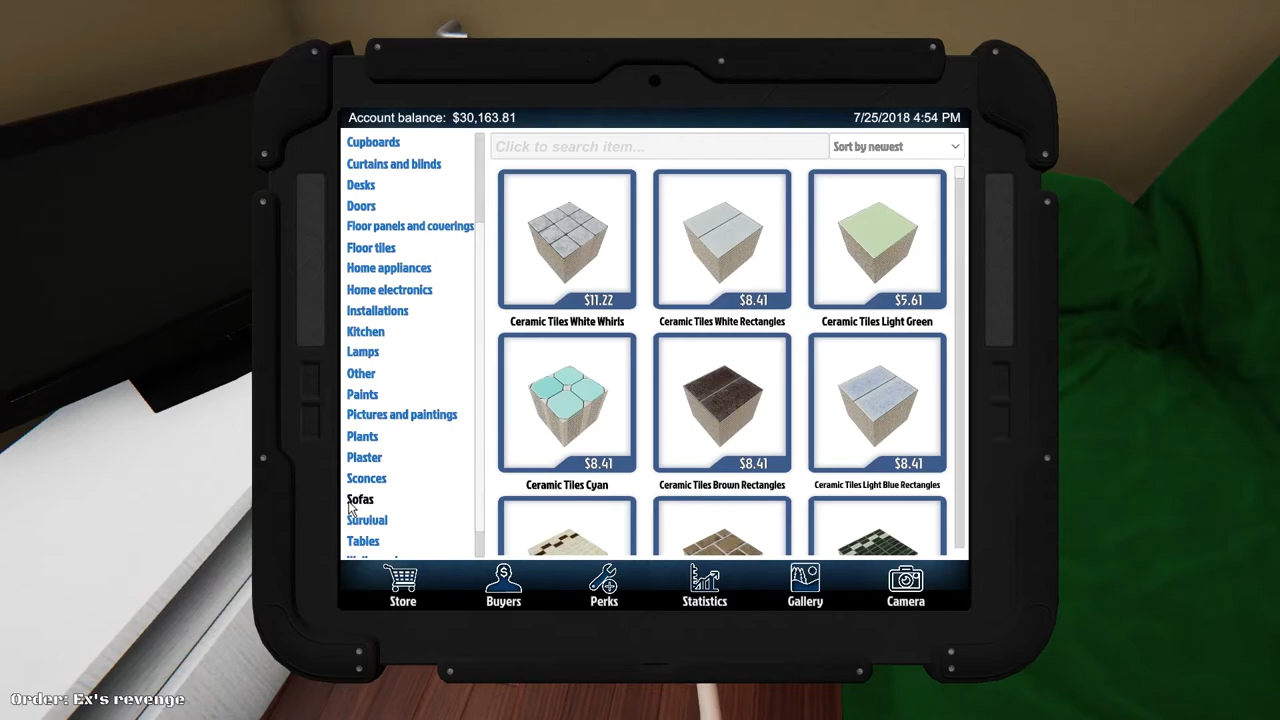 Account balance: $30,163.81
7/25/2018 4:54 PM
Cupboards
Curtains and blinds
Desks
Doors
Floor panels and coverings
Floor tiles
Home appliances
Home electronics
Installations
Kitchen
Lamps
Other
Paints
Pictures and paintings
Plants
Plaster
Sconces
Sofas
Survival
Tables
Click to search item...
Sort by newest
$11.22
$8.41
$5.61
Ceramic Tiles White Whirls
Ceramic Tiles White Rectangles
Ceramic Tiles Light Green
$8.41
$8.41
$8.41
Ceramic Tiles Cyan
Ceramic Tiles Brown Rectangles
Ceramic Tiles Light Blue Rectangles
Store
Buyers
Perks
Statistics
Gallery
Camera
Order: Ex's revenge